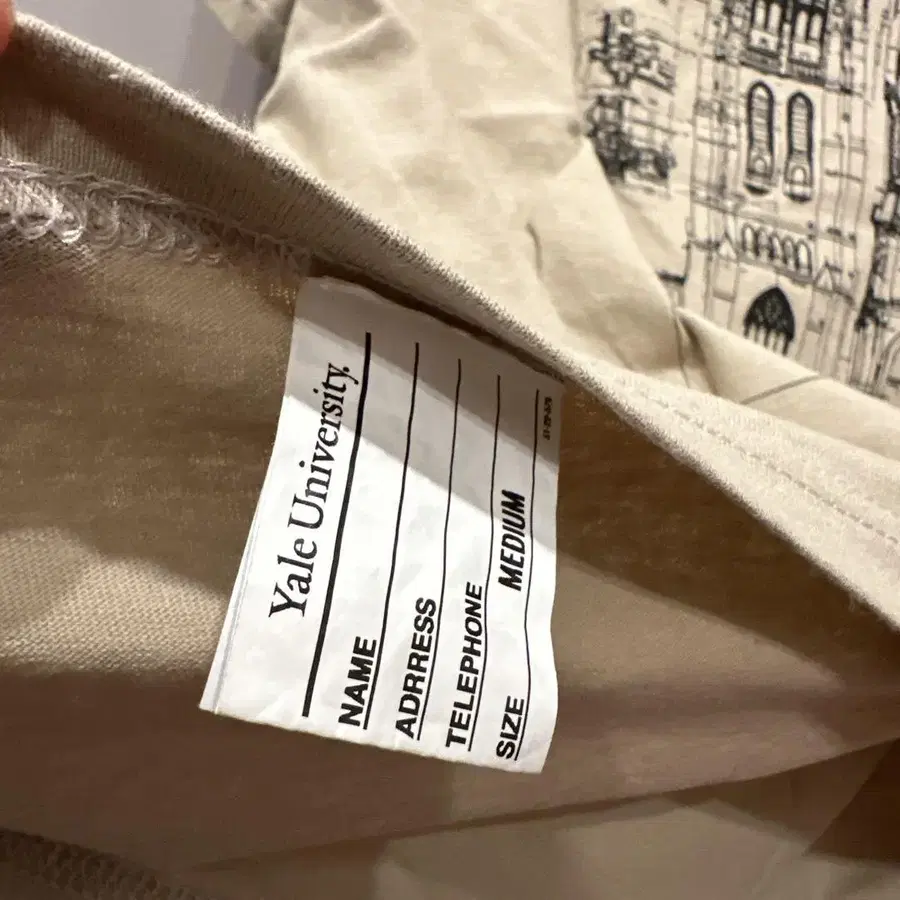 Yale University.
NAME
ADRRESS
TELEPHONE
SIZE MEDIUM